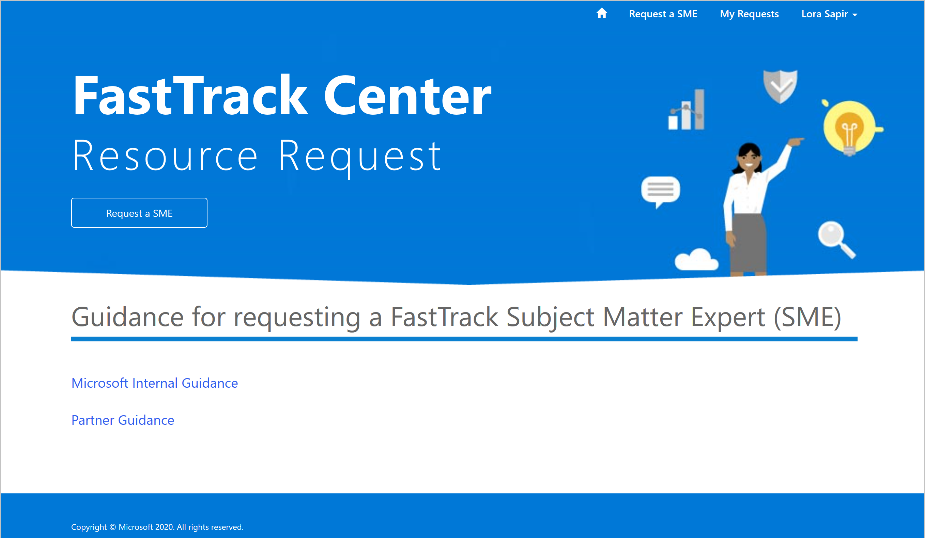 Request a SME My Requests Lora Sapir
FastTrack Center
Resource Request
Request a SME
Guidance for requesting a FastTrack Subject Matter Expert (SME)
Microsoft Internal Guidance
Partner Guidance
Copyright © Microsoft 2020. All rights reserved.